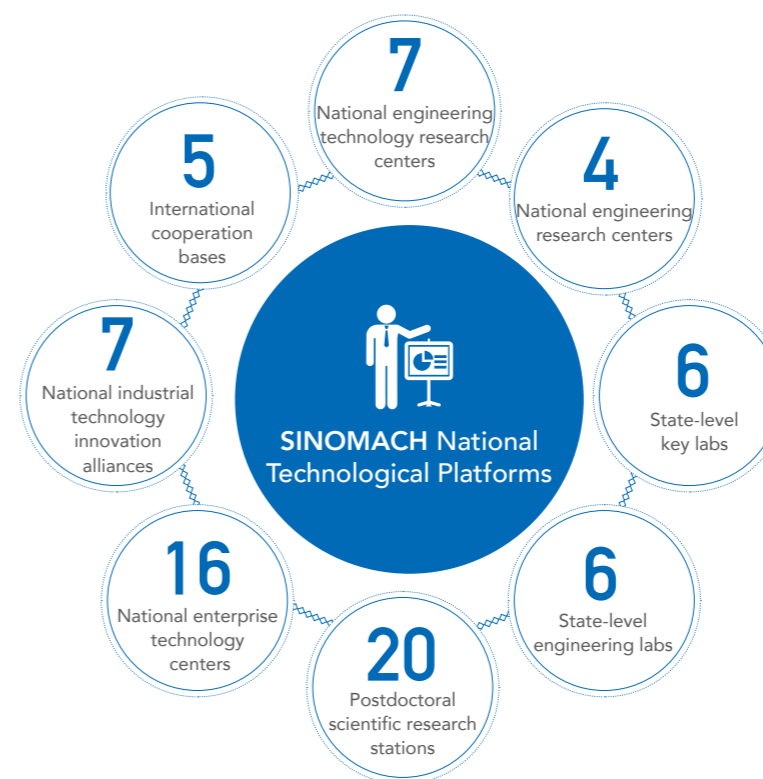 7
National engineering
technology research
centers
4
National engineering
research centers
6
State-level
key labs
6
State-level
engineering labs
20
Postdoctoral
scientific research
stations
16
National enterprise
technology
centers
7
National industrial
technology
innovation
alliances
5
International
cooperation
bases
SINOMACH National
Technological Platforms